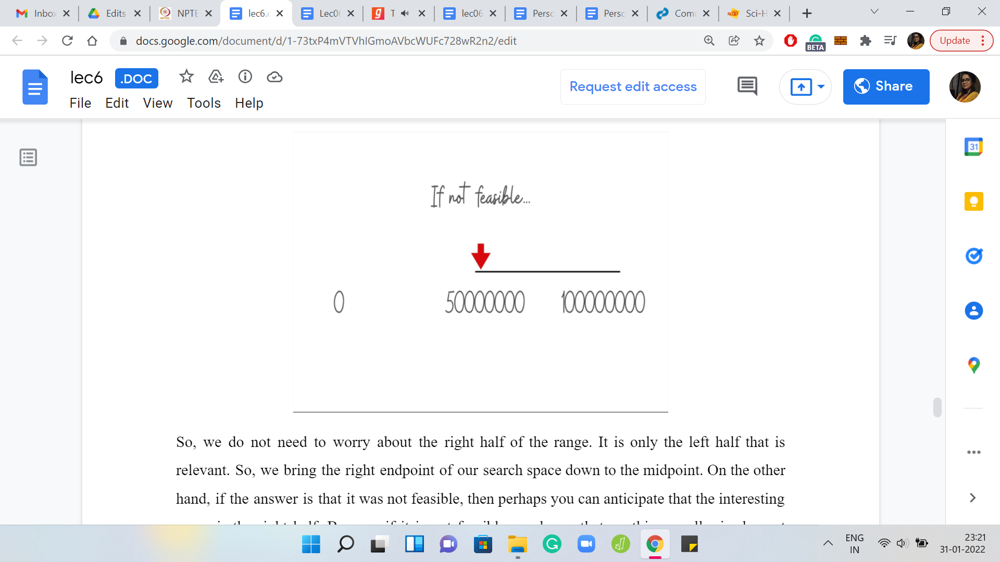 Inbo
Edits
NPTE
lec6.c
Lec06
T
lec06
Perso
Perso
Com
Sci-H
docs.google.com/document/d/1-73txP4mVTVhlGmoAVbcWUFc728wR2n2/edit
BETA
Update
lec6 .DOC
Request edit access
Share
File Edit View Tools Help
31
If not feasible...
0 50000000 100000000
So, we do not need to worry about the right half of the range. It is only the left half that is
relevant. So, we bring the right endpoint of our search space down to the midpoint. On the other
hand, if the answer is that it was not feasible, then perhaps you can anticipate that the interesting
ENG
IN
23:21
31-01-2022